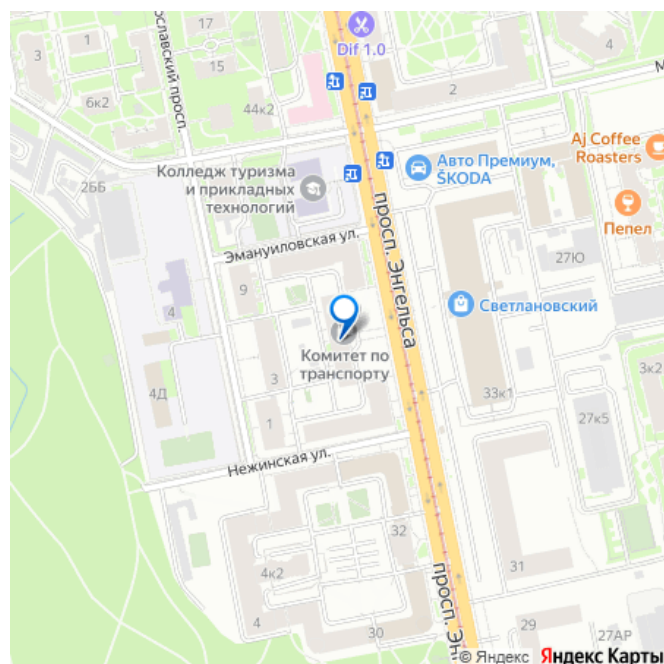 17
Dif 1.0
3
1
15
ославский просп.
6к2
44к2
2
4
М
Aj Coffee
Roasters
Авто Премиум,
ŠKODA
Колледж туризма
и прикладных
технологий
2ББ
Пепел
просп. Энгельса
Эмануиловская ул.
27Ю
9
4
Светлановский
Комитет по
транспорту
3
3к2
4Д
33к1
27к5
1
Нежинская ул.
32
31
4к2
просп. Эн
4
30
29
27АР
© Яндекс Яндекс Карты